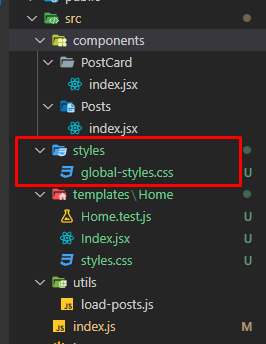 public
src
components
PostCard
index.jsx
Posts
index.jsx
styles
global-styles.css U
templates\Home
Home.test.js U
Index.jsx U
styles.css U
utils
load-posts.js
JS index.js M